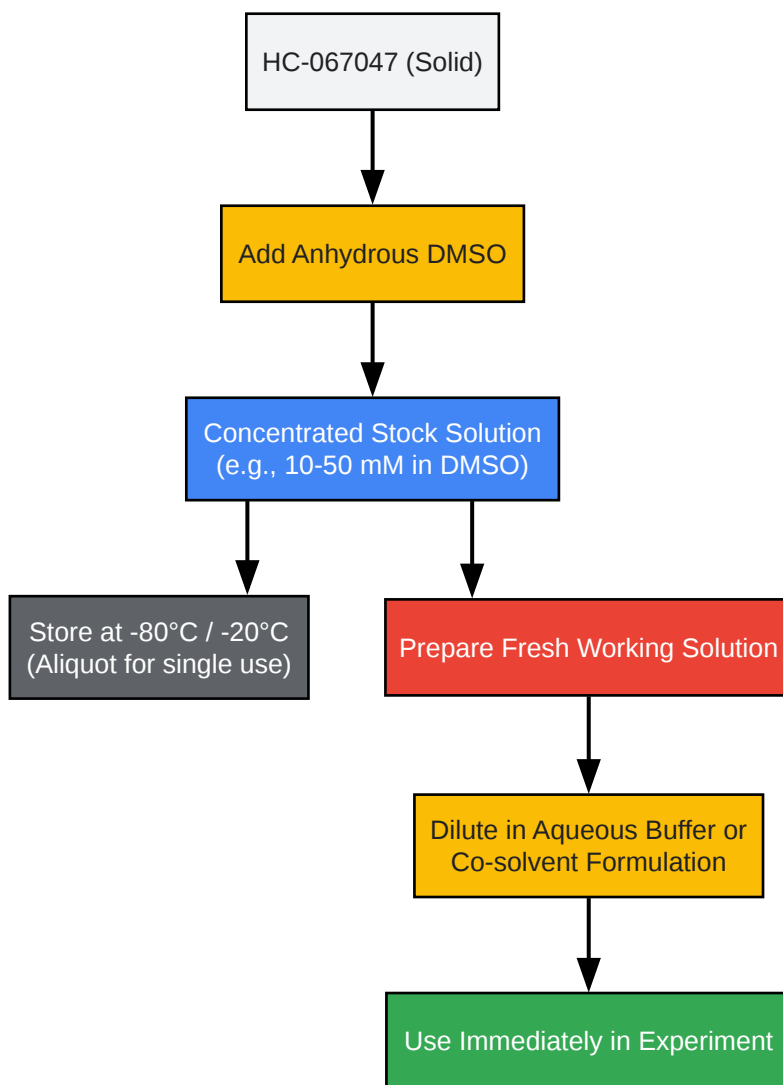 HC-067047 (Solid)
Add Anhydrous DMSO
Concentrated Stock Solution
(e.g., 10-50 mM in DMSO)
Store at -80°C / -20°C
(Aliquot for single use)
Prepare Fresh Working Solution
Dilute in Aqueous Buffer or
Co-solvent Formulation
Use Immediately in Experiment